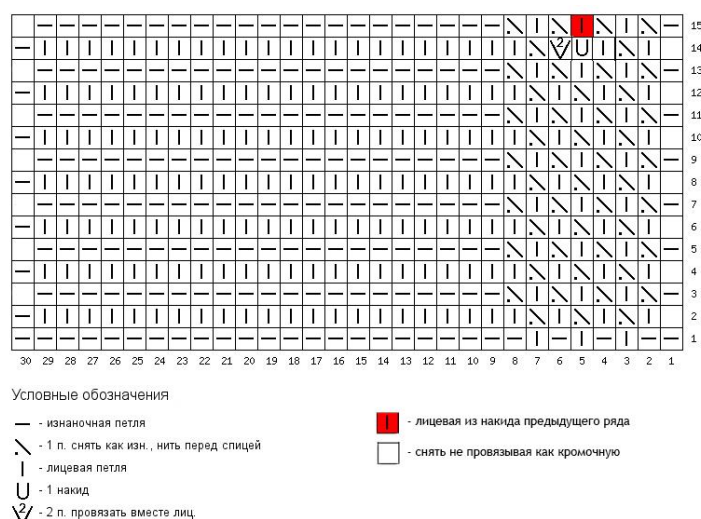 15
14
2
13
12
11
10
9
8
7
6
5
4
3
2
1
30 29 28 27 26 25 24 23 22 21 20 19 18 17 16 15 14 13 12 11 10 9 8 7 6 5 4 3 2 1
Условные обозначения
- изнаночная петля
- 1 п. снять как изн., нить перед спицей
- лицевая петля
- 1 накид
2 - 2 п. провязать вместе лиц.
- лицевая из накида предыдущего ряда
- снять не провязывая как кромочную